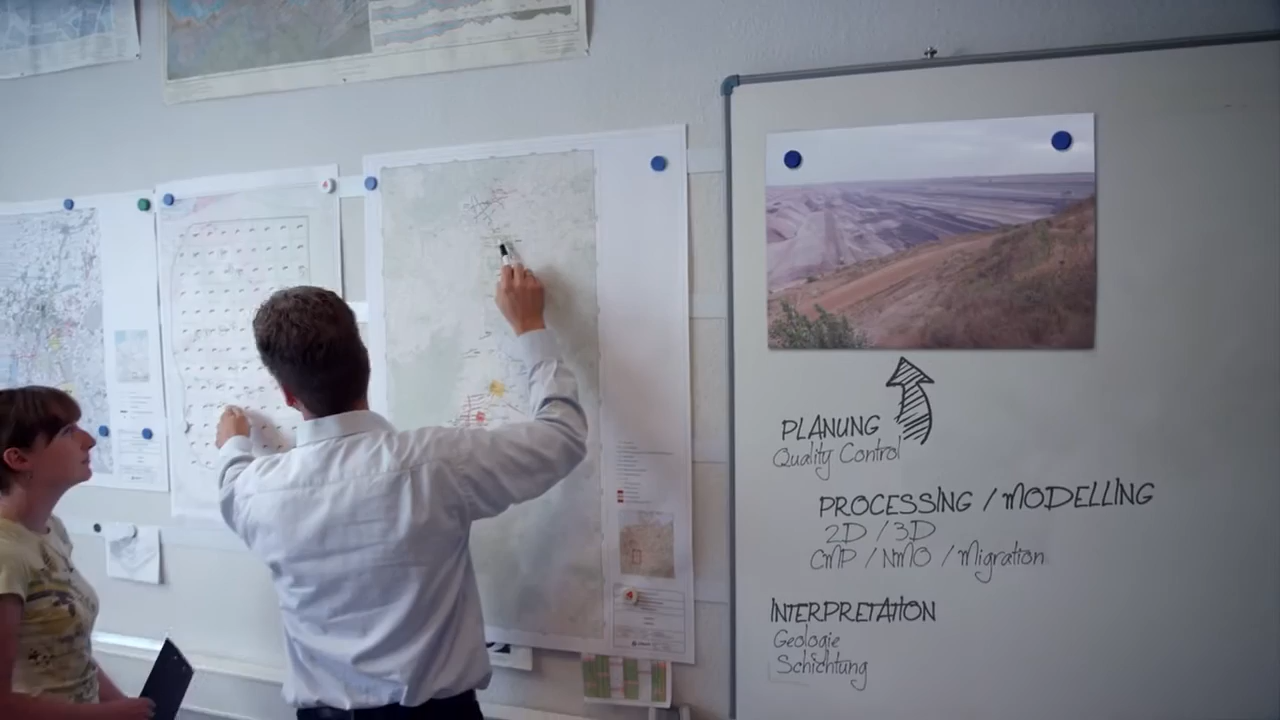 PLANUNG
Quality Control
PROCESSING / MODELLING
2D / 3D
CMP / NMO / Migration
INTERPRETATION
Geologie
Schichtung